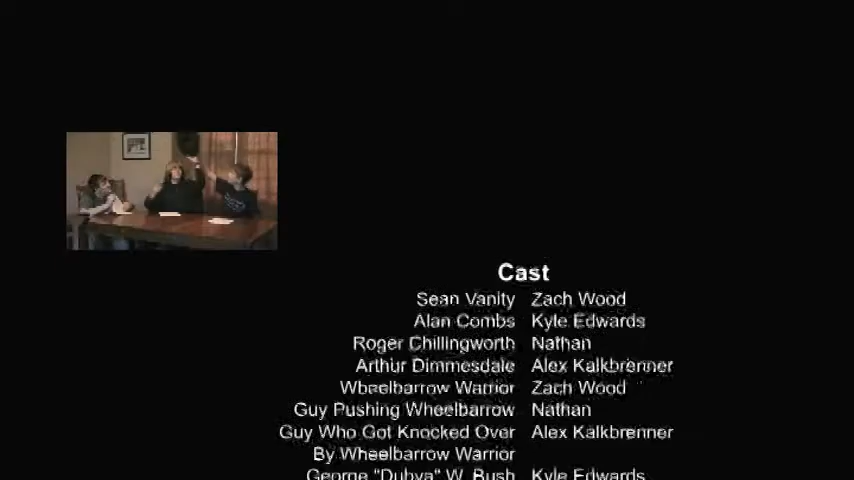 Cast
Sean Vanity Zach Wood
Alan Combs Kyle Edwards
Roger Chillingworth Nathan
Arthur Dimmesdale Alex Kalkbrenner
Wheelbarrow Warrior Zach Wood
Guy Pushing Wheelbarrow Nathan
Guy Who Got Knocked Over Alex Kalkbrenner
By Wheelbarrow Warrior
George "Dubya" W. Bush Kyle Edwards